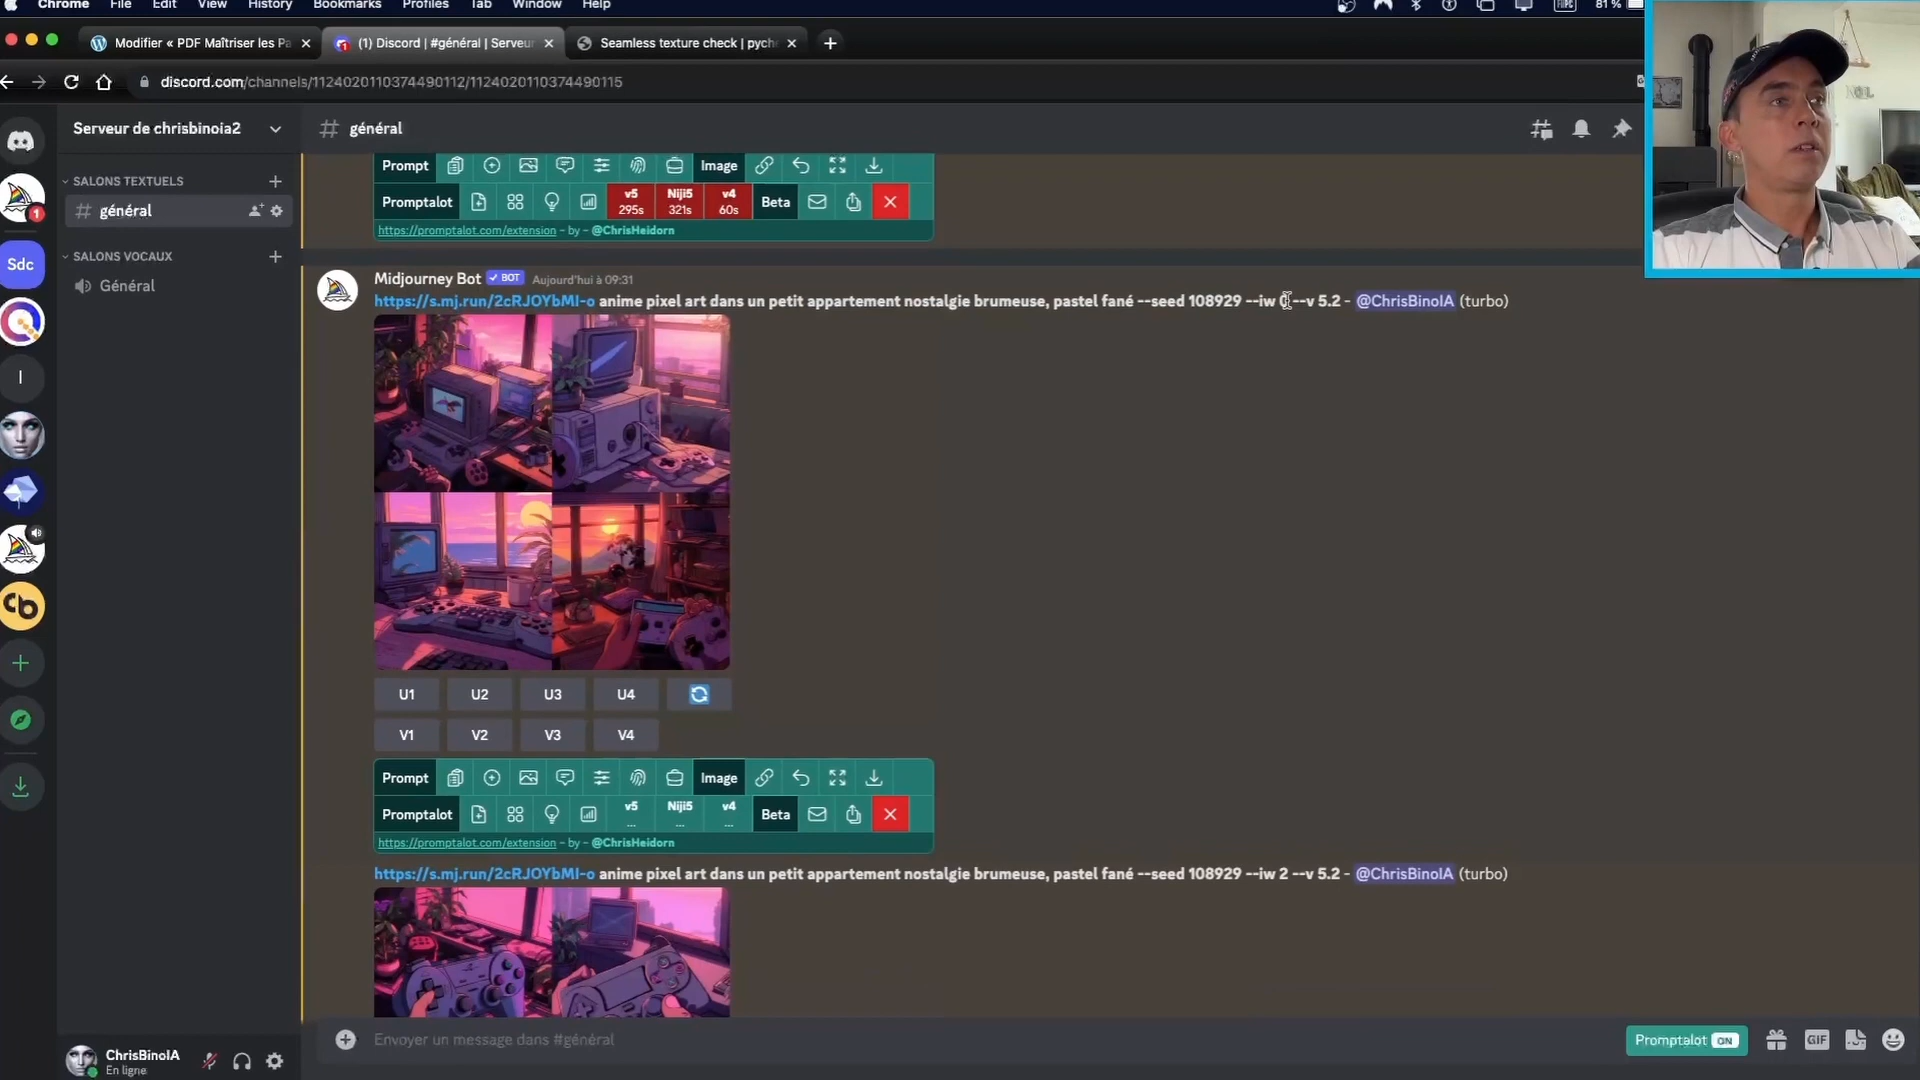 Chrome File Edit View History Bookmarks Profiles Tab Window Help 81 %
Modifier « PDF Maîtriser les Pa
(1) Discord | #général | Serveur
Seamless texture check | pych
discord.com/channels/1124020110374490112/1124020110374490115
Serveur de chrisbinoia2
# général
SALONS TEXTUELS
# général
SALONS VOCAUX
Général
1
Sdc
I
Prompt Image
Promptalot v5 295s Niji5 321s v4 60s Beta
https://promptalot.com/extension - by - @ChrisHeidorn
Midjourney Bot BOT Aujourd'hui à 09:31
https://s.mj.run/2cRJOYbMI-o anime pixel art dans un petit appartement nostalgie brumeuse, pastel fané --seed 108929 --iw --v 5.2 - @ChrisBinoIA (turbo)
U1 U2 U3 U4
V1 V2 V3 V4
Prompt Image
Promptalot v5 ... Niji5 ... v4 ... Beta
https://promptalot.com/extension - by - @ChrisHeidorn
https://s.mj.run/2cRJOYbMI-o anime pixel art dans un petit appartement nostalgie brumeuse, pastel fané --seed 108929 --iw 2 --v 5.2 - @ChrisBinoIA (turbo)
Envoyer un message dans #général
Promptalot ON
GIF
ChrisBinoIA
En ligne